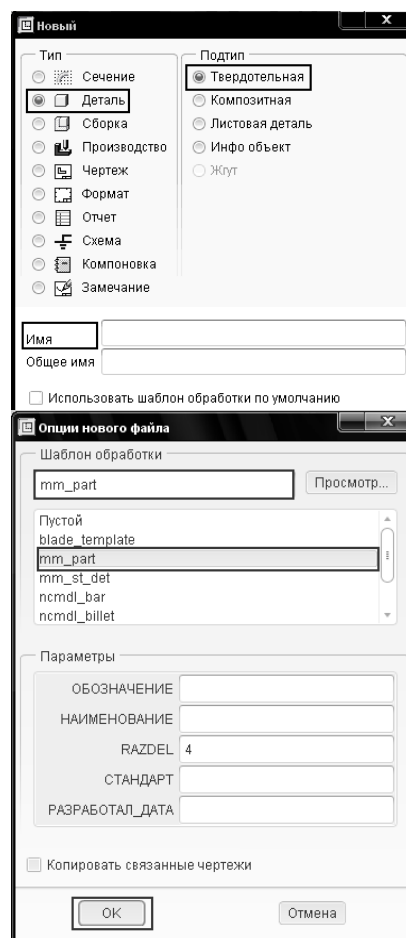 Новый
Тип
Подтип
Сечение
Твердотельная
Деталь
Композитная
Сборка
Листовая деталь
Производство
Инфо объект
Чертеж
Жгут
Формат
Отчет
Схема
Компоновка
Замечание
Имя
Общее имя
Использовать шаблон обработки по умолчанию
Опции нового файла
Шаблон обработки
mm_part
Просмотр...
Пустой
blade_template
mm_part
mm_st_det
ncmdl_bar
ncmdl_billet
Параметры
ОБОЗНАЧЕНИЕ
НАИМЕНОВАНИЕ
RAZDEL 4
СТАНДАРТ
РАЗРАБОТАЛ_ДАТА
Копировать связанные чертежи
OK
Отмена